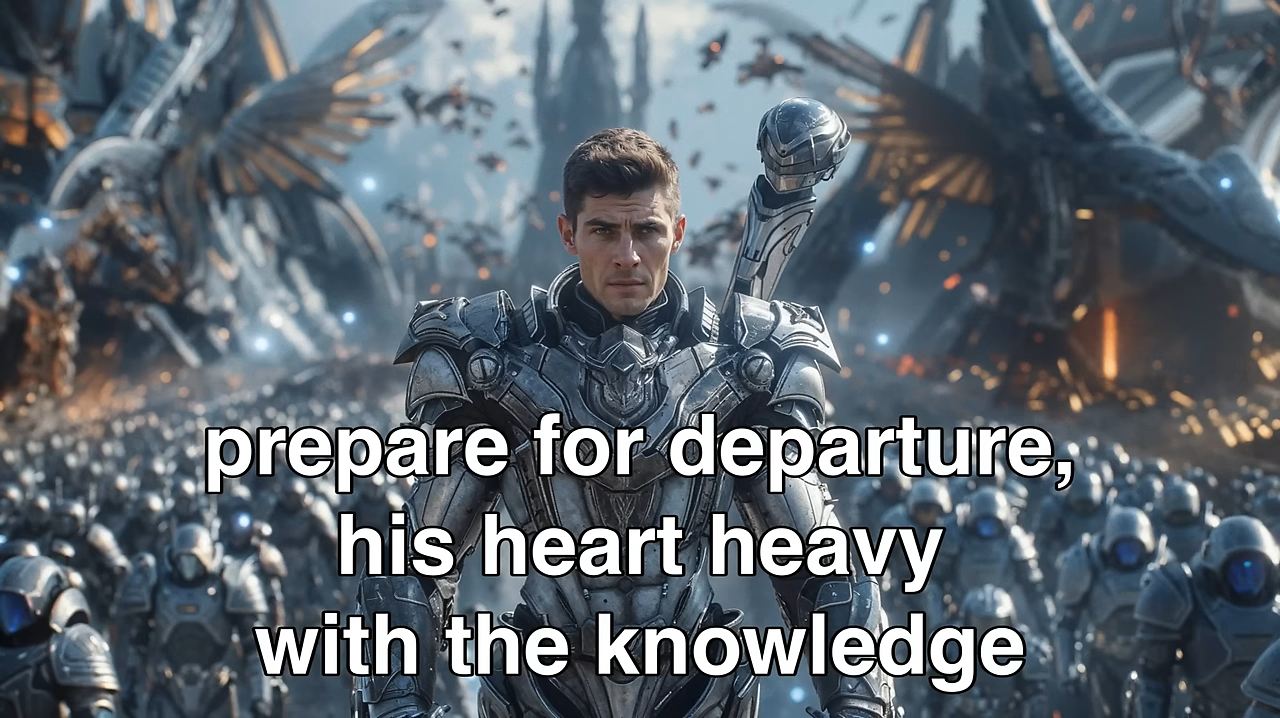 prepare for departure,
his heart heavy
with the knowledge